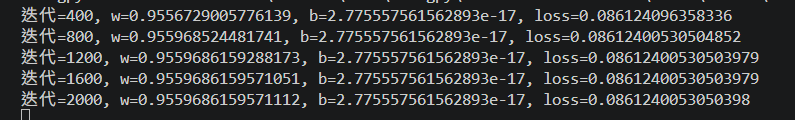 迭代=400, w=0.9556729005776139, b=2.775557561562893e-17, loss=0.086124096358336
迭代=800, w=0.955968524481741, b=2.775557561562893e-17, loss=0.08612400530504852
迭代=1200, w=0.9559686159288173, b=2.775557561562893e-17, loss=0.08612400530503979
迭代=1600, w=0.9559686159571051, b=2.775557561562893e-17, loss=0.08612400530503979
迭代=2000, w=0.9559686159571112, b=2.775557561562893e-17, loss=0.0861240053050398